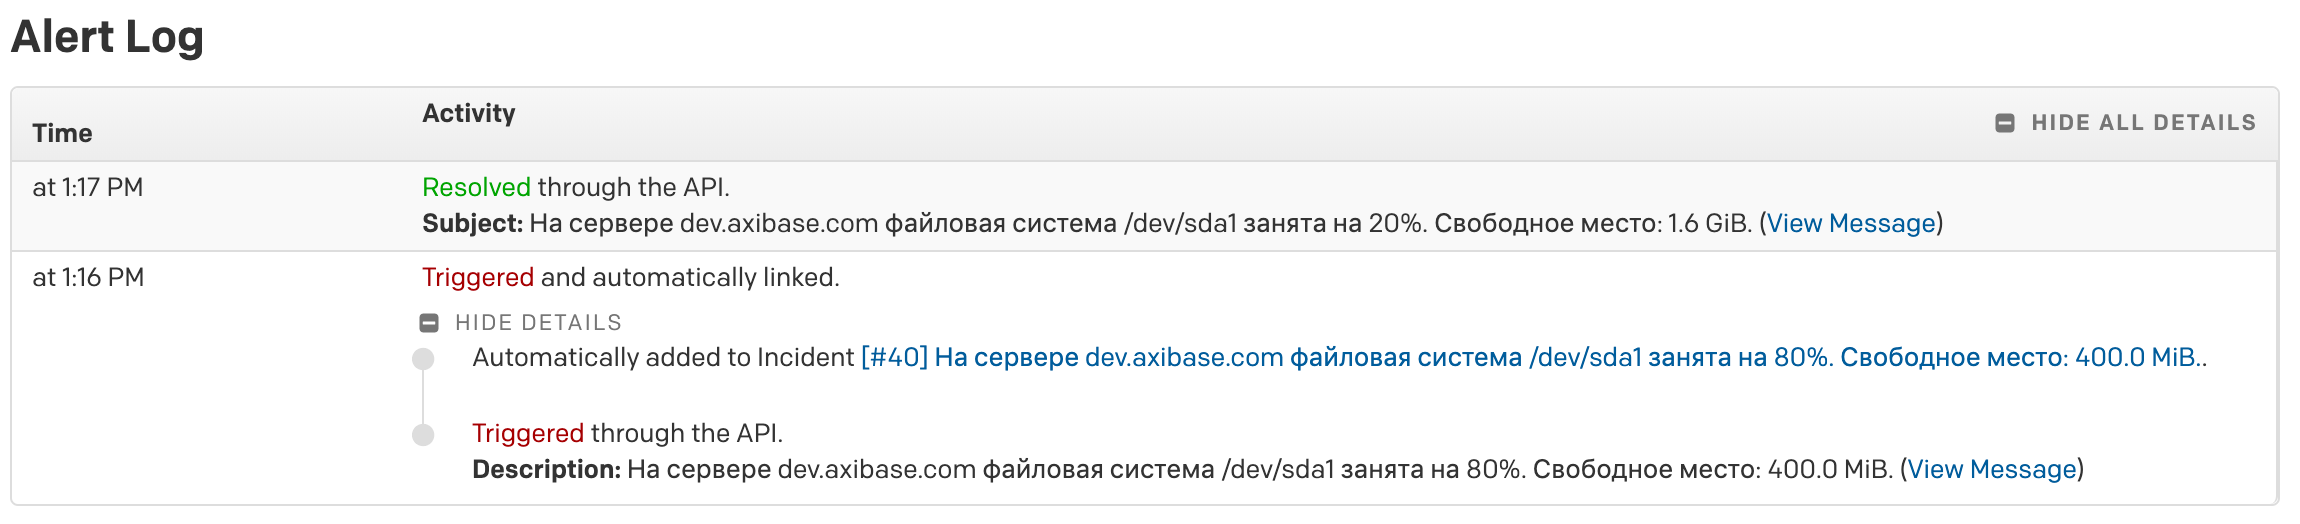 Alert Log
Time
Activity
HIDE ALL DETAILS
at 1:17 PM
Resolved through the API.
Subject: На сервере dev.axibase.com файловая система /dev/sda1 занята на 20%. Свободное место: 1.6 GiB. (View Message)
at 1:16 PM
Triggered and automatically linked.
HIDE DETAILS
Automatically added to Incident [#40] На сервере dev.axibase.com файловая система /dev/sda1 занята на 80%. Свободное место: 400.0 MiB..
Triggered through the API.
Description: На сервере dev.axibase.com файловая система /dev/sda1 занята на 80%. Свободное место: 400.0 MiB. (View Message)